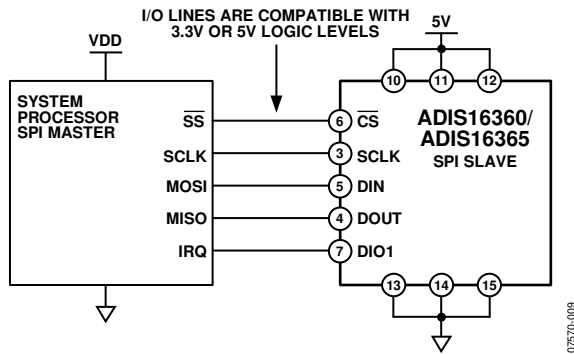 I/O LINES ARE COMPATIBLE WITH
3.3V OR 5V LOGIC LEVELS
VDD
5V
10
11
12
SYSTEM
PROCESSOR
SPI MASTER
ADIS16360/
ADIS16365
SPI SLAVE
SS
6
CS
SCLK
3
SCLK
MOSI
5
DIN
MISO
4
DOUT
IRQ
7
DIO1
13
14
15
07570-009